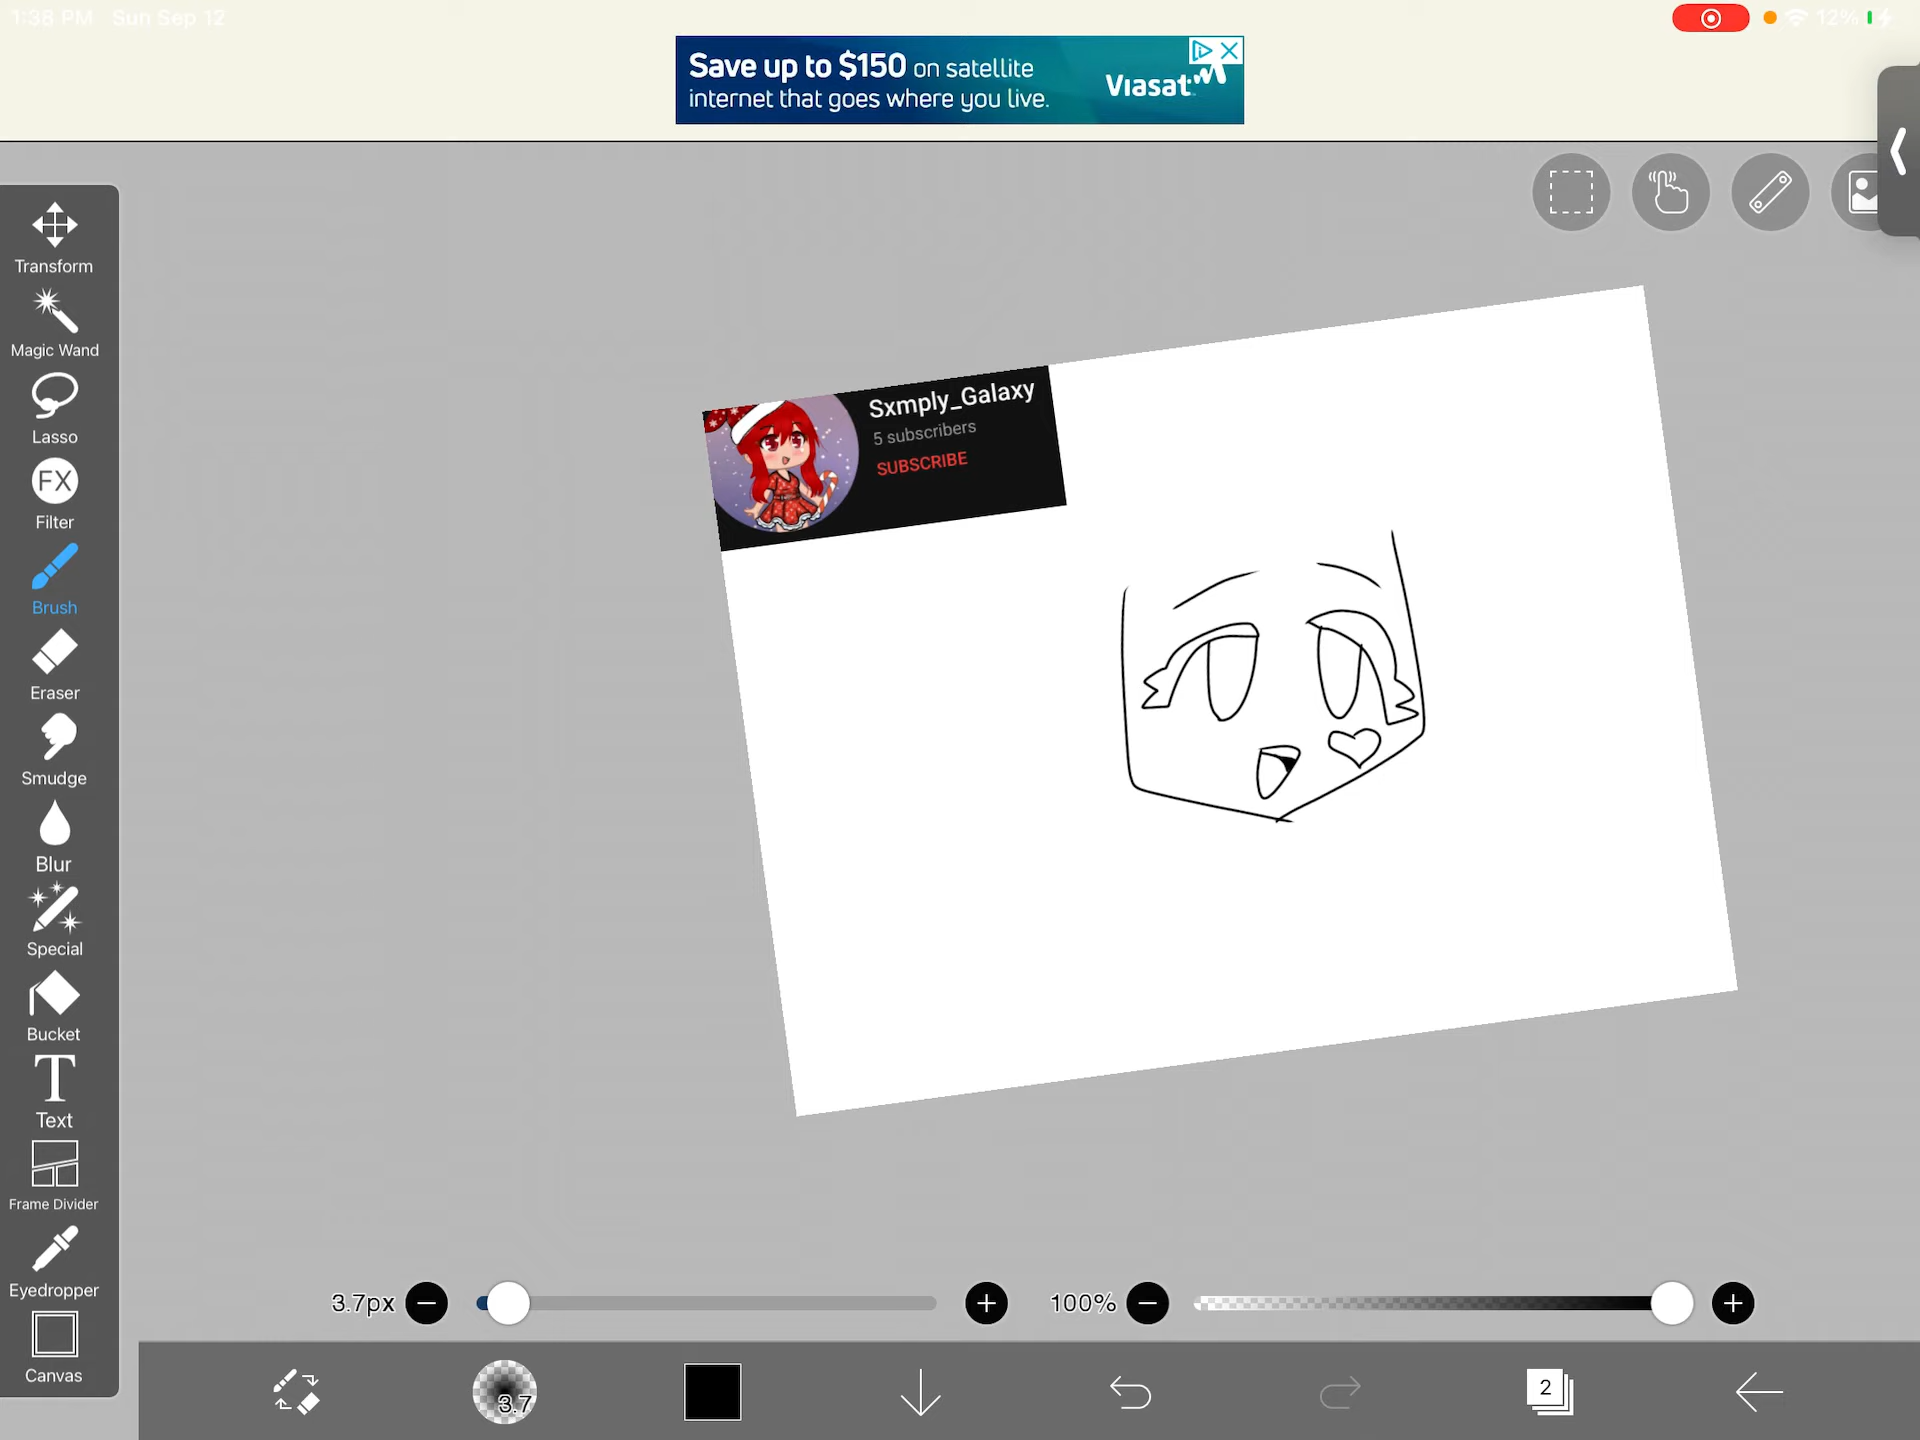 1:38 PM Sun Sep 12
12%
Save up to $150 on satellite
internet that goes where you live.
Viasat
Transform
Magic Wand
Lasso
FX
Filter
Brush
Eraser
Smudge
Blur
Special
Bucket
T
Text
Frame Divider
Eyedropper
Canvas
Sxmply_Galaxy
5 subscribers
SUBSCRIBE
3.7px
100%
3.7
2